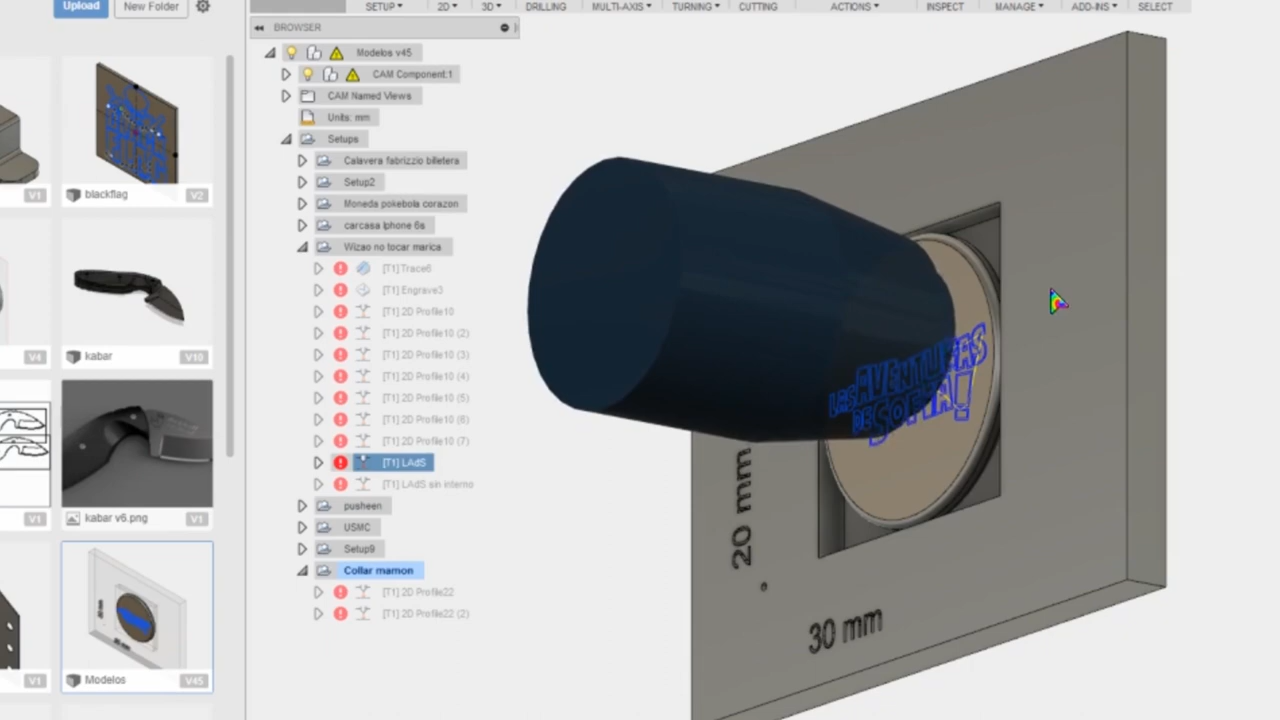 Upload
New Folder
SETUP
2D
3D
DRILLING
MULTI-AXIS
TURNING
CUTTING
ACTIONS
INSPECT
MANAGE
ADD-INS
SELECT
BROWSER
Modelos v45
CAM Component:1
CAM Named Views
Units: mm
Setups
Calavera fabrizzio billetera
Setup2
Moneda pokebola corazon
carcasa Iphone 6s
Wizao no tocar marica
[T1] Trace6
[T1] Engrave3
[T1] 2D Profile10
[T1] 2D Profile10 (2)
[T1] 2D Profile10 (3)
[T1] 2D Profile10 (4)
[T1] 2D Profile10 (5)
[T1] 2D Profile10 (6)
[T1] 2D Profile10 (7)
[T1] LAdS
[T1] LAdS sin interno
pusheen
USMC
Setup9
Collar mamon
[T1] 2D Profile22
[T1] 2D Profile22 (2)
V1
blackflag
V2
V4
kabar
V10
V1
kabar v6.png
V1
V1
Modelos
V45
LAS AVENTURAS
DE SOFIA!
20 mm
30 mm